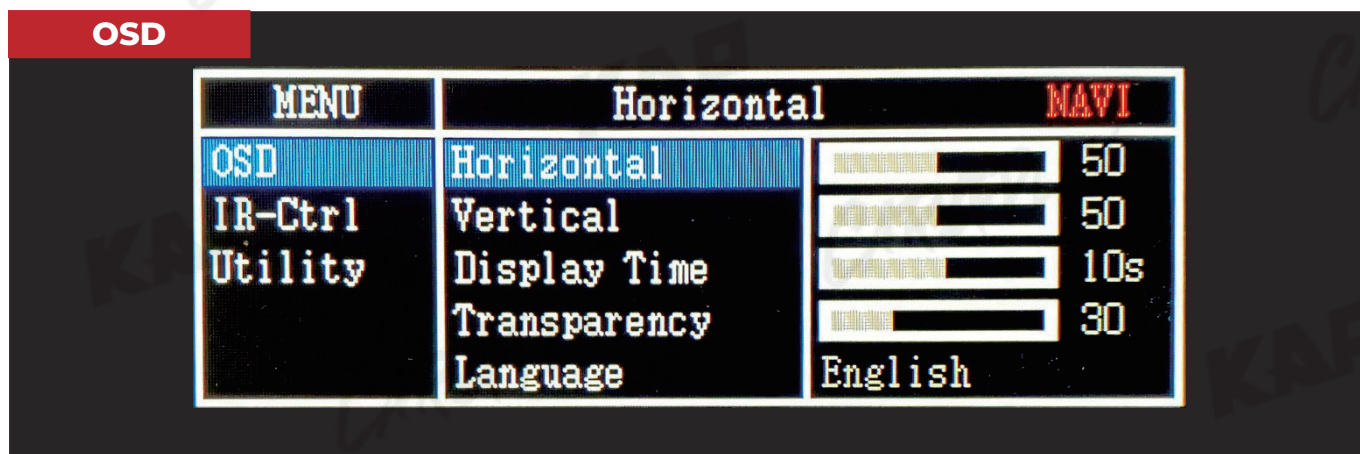 OSD
MENU Horizontal NAVI
OSD Horizontal 50
IR-Ctrl Vertical 50
Utility Display Time 10s
Transparency 30
Language English